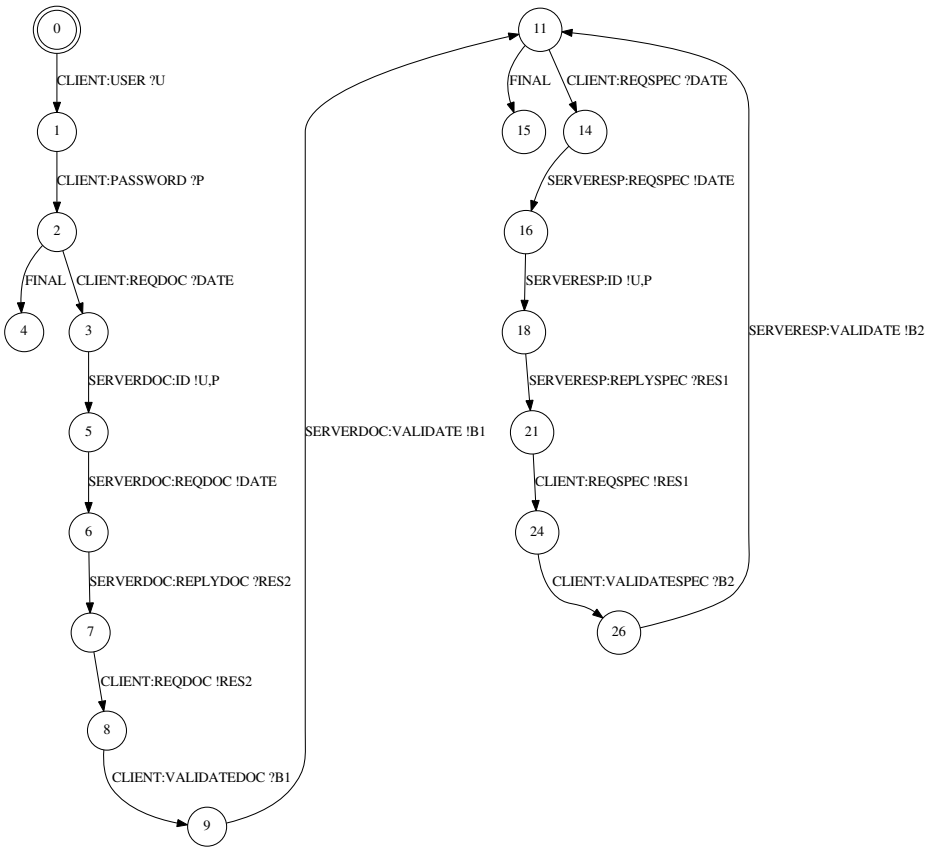 0
CLIENT:USER ?U
1
CLIENT:PASSWORD ?P
2
FINAL
CLIENT:REQDOC ?DATE
4
3
SERVERDOC:ID !U,P
5
SERVERDOC:REQDOC !DATE
6
SERVERDOC:REPLYDOC ?RES2
7
CLIENT:REQDOC !RES2
8
CLIENT:VALIDATEDOC ?B1
9
SERVERDOC:VALIDATE !B1
11
FINAL
CLIENT:REQSPEC ?DATE
15
14
SERVERESP:REQSPEC !DATE
16
SERVERESP:ID !U,P
18
SERVERESP:REPLYSPEC ?RES1
21
CLIENT:REQSPEC !RES1
24
CLIENT:VALIDATESPEC ?B2
26
SERVERESP:VALIDATE !B2